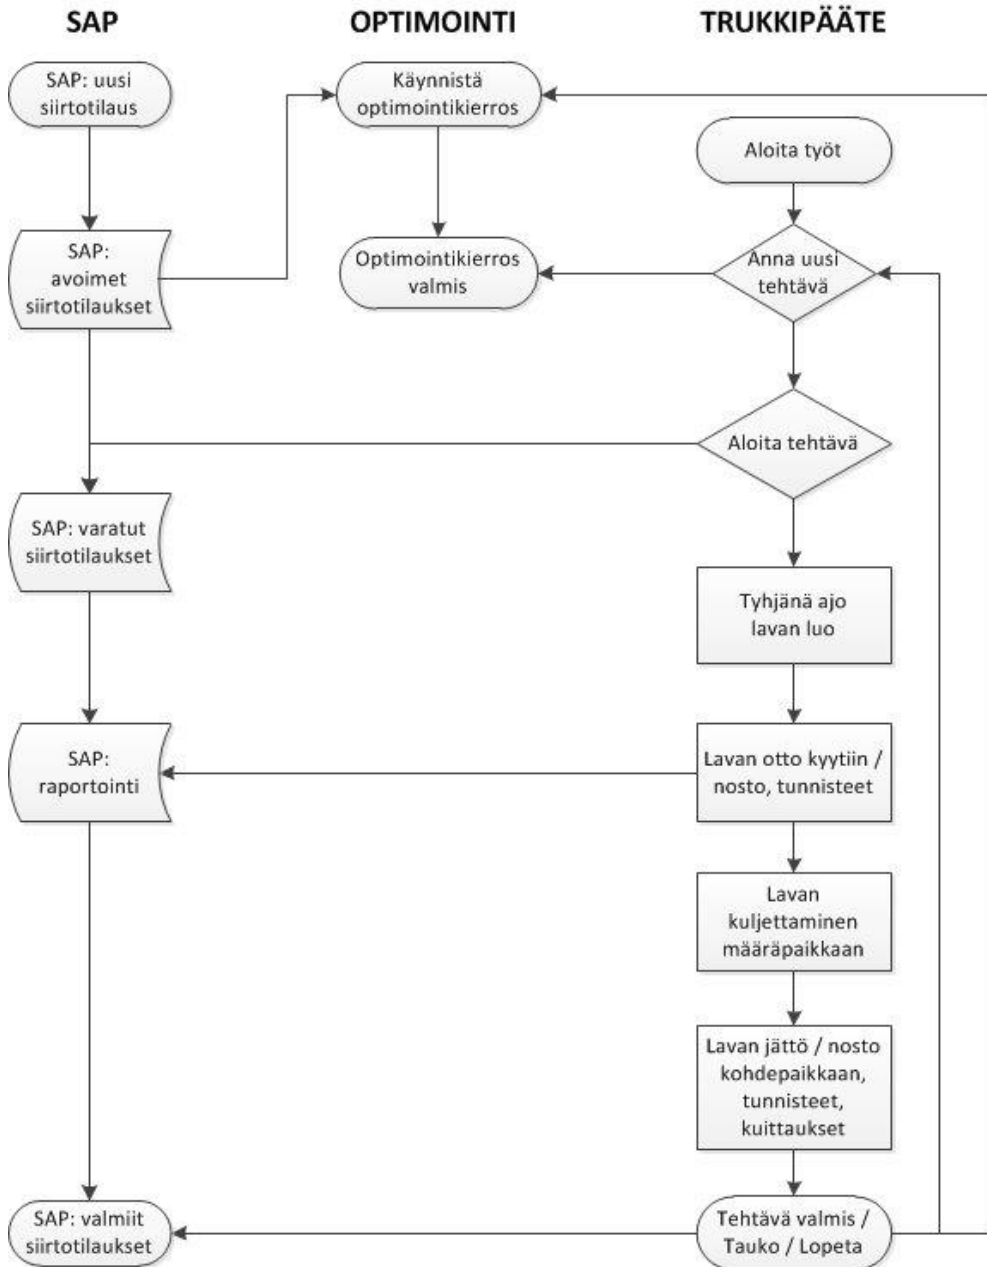 SAP
OPTIMOINTI
TRUKKIPÄÄTE
SAP: uusi
siirtotilaus
Käynnistä
optimointikierros
Aloita työt
SAP:
avoimet
siirtotilaukset
Optimointikierros
valmis
Anna uusi
tehtävä
Aloita tehtävä
SAP: varatut
siirtotilaukset
Tyhjänä ajo
lavan luo
SAP:
raportointi
Lavan otto kyytiin /
nosto, tunnisteet
Lavan
kuljettaminen
määräpaikkaan
Lavan jättö / nosto
kohdepaikkaan,
tunnisteet,
kuittaukset
SAP: valmiit
siirtotilaukset
Tehtävä valmis /
Tauko / Lopeta